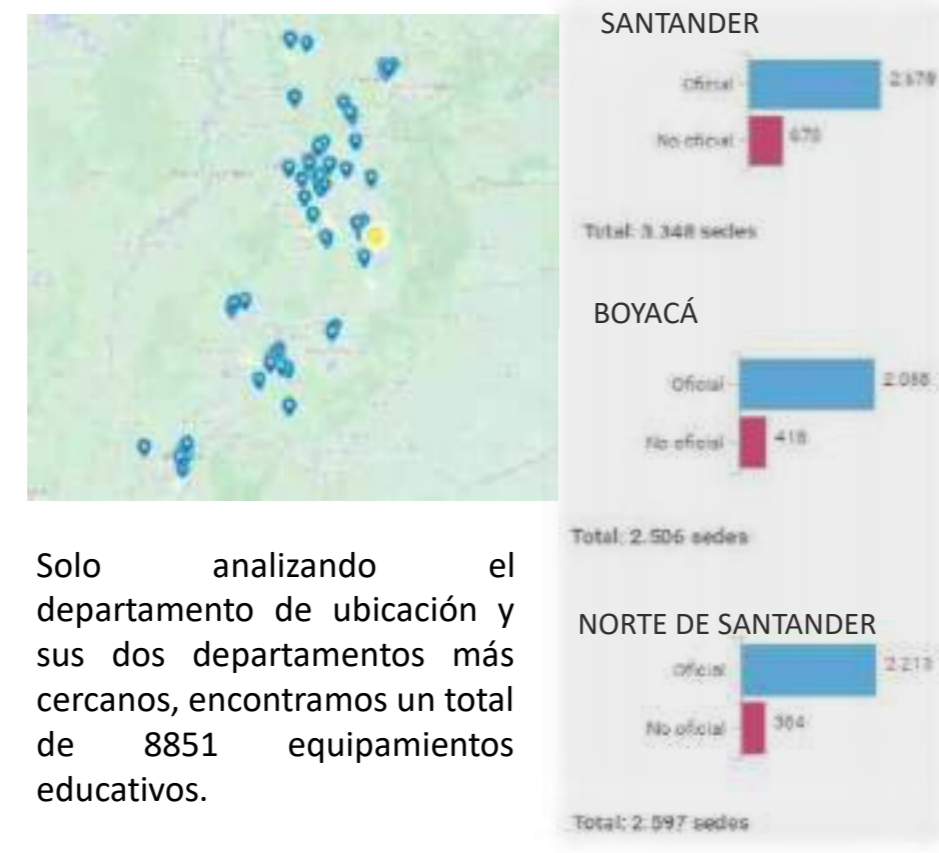 SANTANDER
Oficial 2.678
No oficial 670
Total: 3.348 sedes
BOYACÁ
Oficial 2.088
No oficial 418
Total: 2.506 sedes
NORTE DE SANTANDER
Oficial 2.213
No oficial 384
Total: 2.597 sedes
Solo analizando el
departamento de ubicación y
sus dos departamentos más
cercanos, encontramos un total
de 8851 equipamientos
educativos.